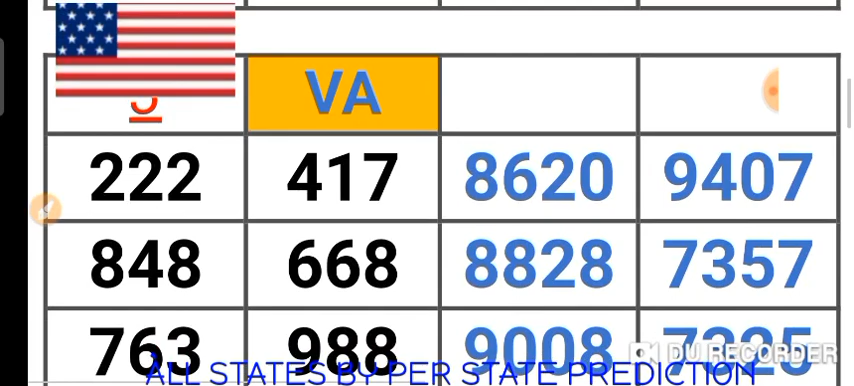 VA
222 417 8620 9407
848 668 8828 7357
763 988 9008 7325
DU RECORDER
ALL STATES BY PER STATE PREDICTION